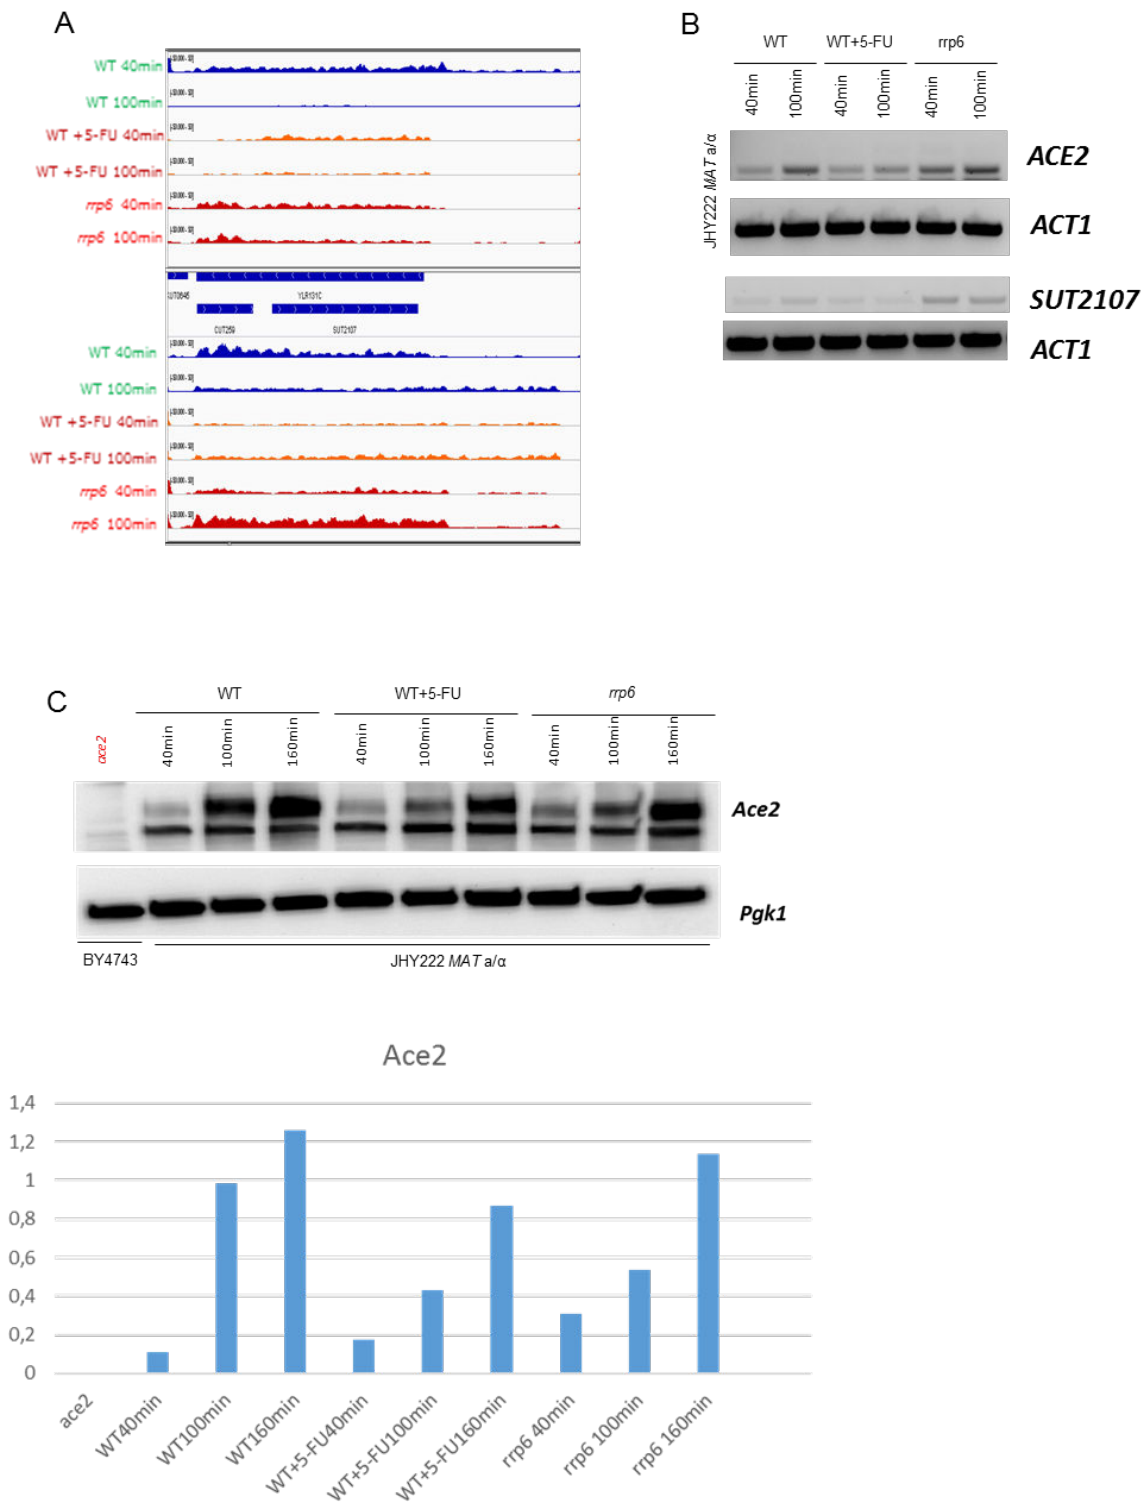 A
WT 40min
WT 100min
WT +5-FU 40min
WT +5-FU 100min
rrp6 40min
rrp6 100min
YLR131C
CUT259
SUT2107
WT 40min
WT 100min
WT +5-FU 40min
WT +5-FU 100min
rrp6 40min
rrp6 100min
B
WT WT+5-FU rrp6
40min 100min 40min 100min 40min 100min
JHY222 MAT a/α
ACE2
ACT1
SUT2107
ACT1
C
WT WT+5-FU rrp6
ace2 40min 100min 160min 40min 100min 160min 40min 100min 160min
Ace2
Pgk1
BY4743 JHY222 MAT a/α
Ace2
1,4
1,2
1
0,8
0,6
0,4
0,2
0
ace2 WT40min WT100min WT160min WT+5-FU40min WT+5-FU100min WT+5-FU160min rrp6 40min rrp6 100min rrp6 160min